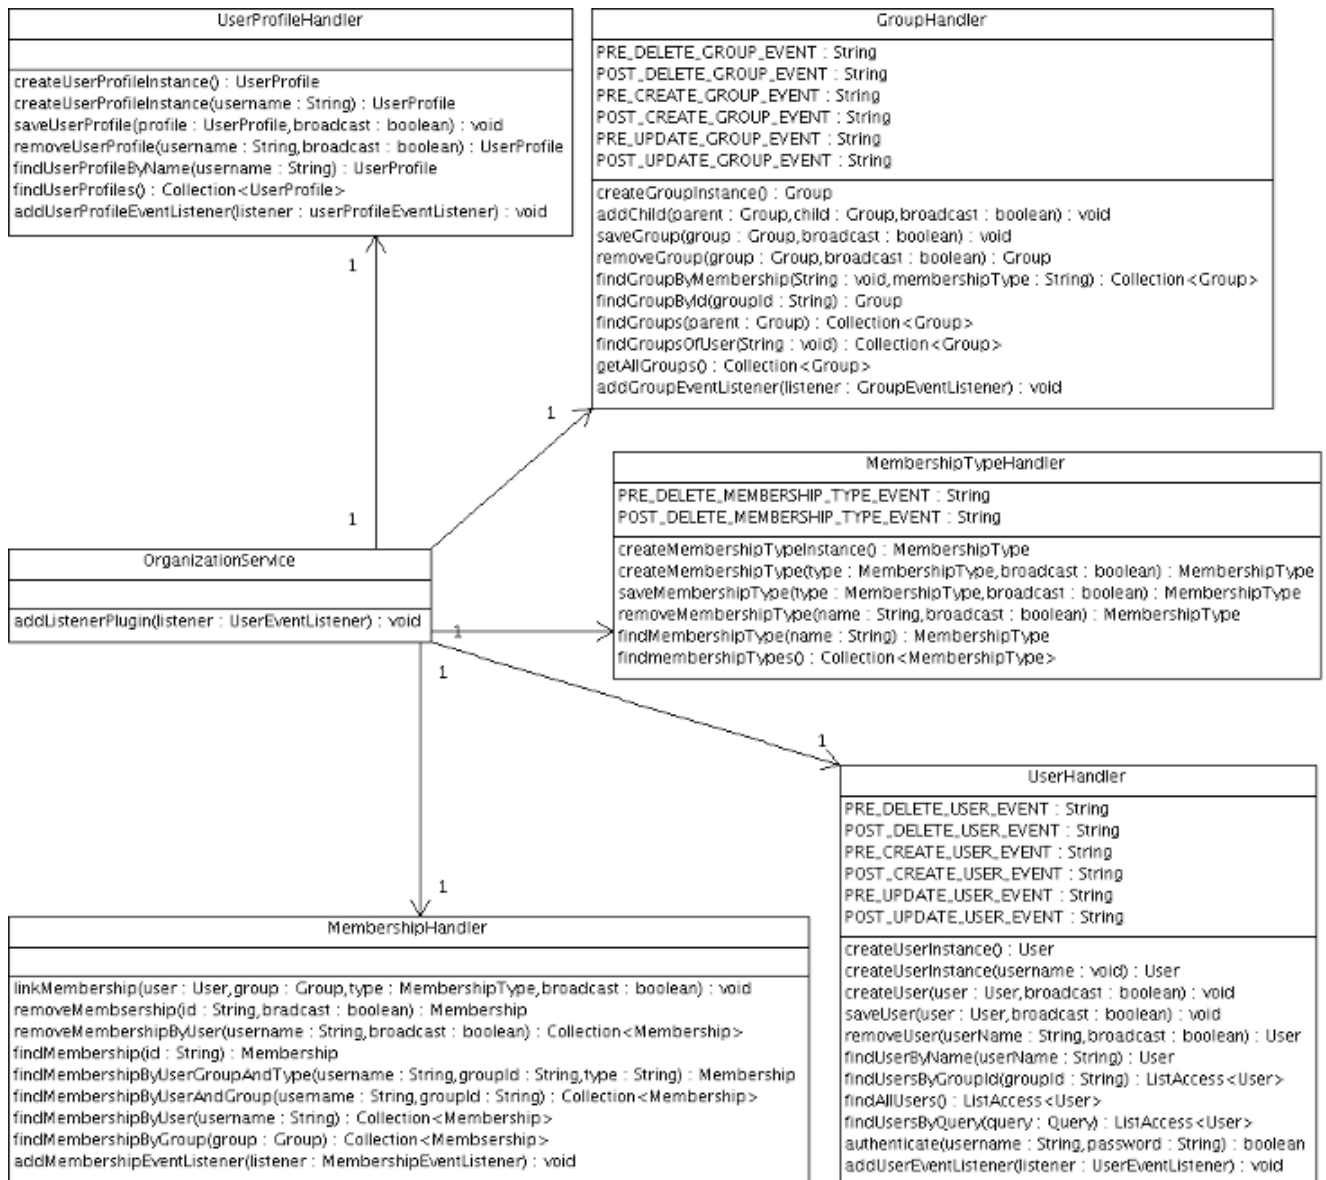 UserProfileHandler
createUserProfileInstance() : UserProfile
createUserProfileInstance(username : String) : UserProfile
saveUserProfile(profile : UserProfile,broadcast : boolean) : void
removeUserProfile(username : String,broadcast : boolean) : UserProfile
findUserProfileByName(username : String) : UserProfile
findUserProfiles() : Collection<UserProfile>
addUserProfileEventListener(listener : userProfileEventListener) : void
GroupHandler
PRE_DELETE_GROUP_EVENT : String
POST_DELETE_GROUP_EVENT : String
PRE_CREATE_GROUP_EVENT : String
POST_CREATE_GROUP_EVENT : String
PRE_UPDATE_GROUP_EVENT : String
POST_UPDATE_GROUP_EVENT : String
createGroupInstance() : Group
addChild(parent : Group,child : Group,broadcast : boolean) : void
saveGroup(group : Group,broadcast : boolean) : void
removeGroup(group : Group,broadcast : boolean) : Group
findGroupByMembership(String : void,membershipType : String) : Collection<Group>
findGroupById(groupId : String) : Group
findGroups(parent : Group) : Collection<Group>
findGroupsOfUser(String : void) : Collection<Group>
getAllGroups() : Collection<Group>
addGroupEventListener(listener : GroupEventListener) : void
1
1
1
OrganizationService
addListenerPlugin(listener : UserEventListener) : void
MembershipTypeHandler
PRE_DELETE_MEMBERSHIP_TYPE_EVENT : String
POST_DELETE_MEMBERSHIP_TYPE_EVENT : String
createMembershipTypeInstance() : MembershipType
createMembershipType(type : MembershipType,broadcast : boolean) : MembershipType
saveMembershipType(type : MembershipType,broadcast : boolean) : MembershipType
removeMembershipType(name : String,broadcast : boolean) : MembershipType
findMembershipType(name : String) : MembershipType
findmembershipTypes() : Collection<MembershipType>
1
1
1
1
UserHandler
PRE_DELETE_USER_EVENT : String
POST_DELETE_USER_EVENT : String
PRE_CREATE_USER_EVENT : String
POST_CREATE_USER_EVENT : String
PRE_UPDATE_USER_EVENT : String
POST_UPDATE_USER_EVENT : String
createUserInstance() : User
createUserInstance(username : void) : User
createUser(user : User,broadcast : boolean) : void
saveUser(user : User,broadcast : boolean) : void
removeUser(userName : String,broadcast : boolean) : User
findUserByName(userName : String) : User
findUsersByGroupId(groupId : String) : ListAccess<User>
findAllUsers() : ListAccess<User>
findUsersByQuery(query : Query) : ListAccess<User>
authenticate(username : String,password : String) : boolean
addUserEventListener(listener : UserEventListener) : void
MembershipHandler
linkMembership(user : User,group : Group,type : MembershipType,broadcast : boolean) : void
removeMembsership(id : String,bradcast : boolean) : Membership
removeMembershipByUser(username : String,broadcast : boolean) : Collection<Membership>
findMembership(id : String) : Membership
findMembershipByUserGroupAndType(username : String,groupId : String,type : String) : Membership
findMembershipByUserAndGroup(username : String,groupId : String) : Collection<Membership>
findMembershipByUser(username : String) : Collection<Membership>
findMembershipByGroup(group : Group) : Collection<Membsership>
addMembershipEventListener(listener : MembershipEventListener) : void